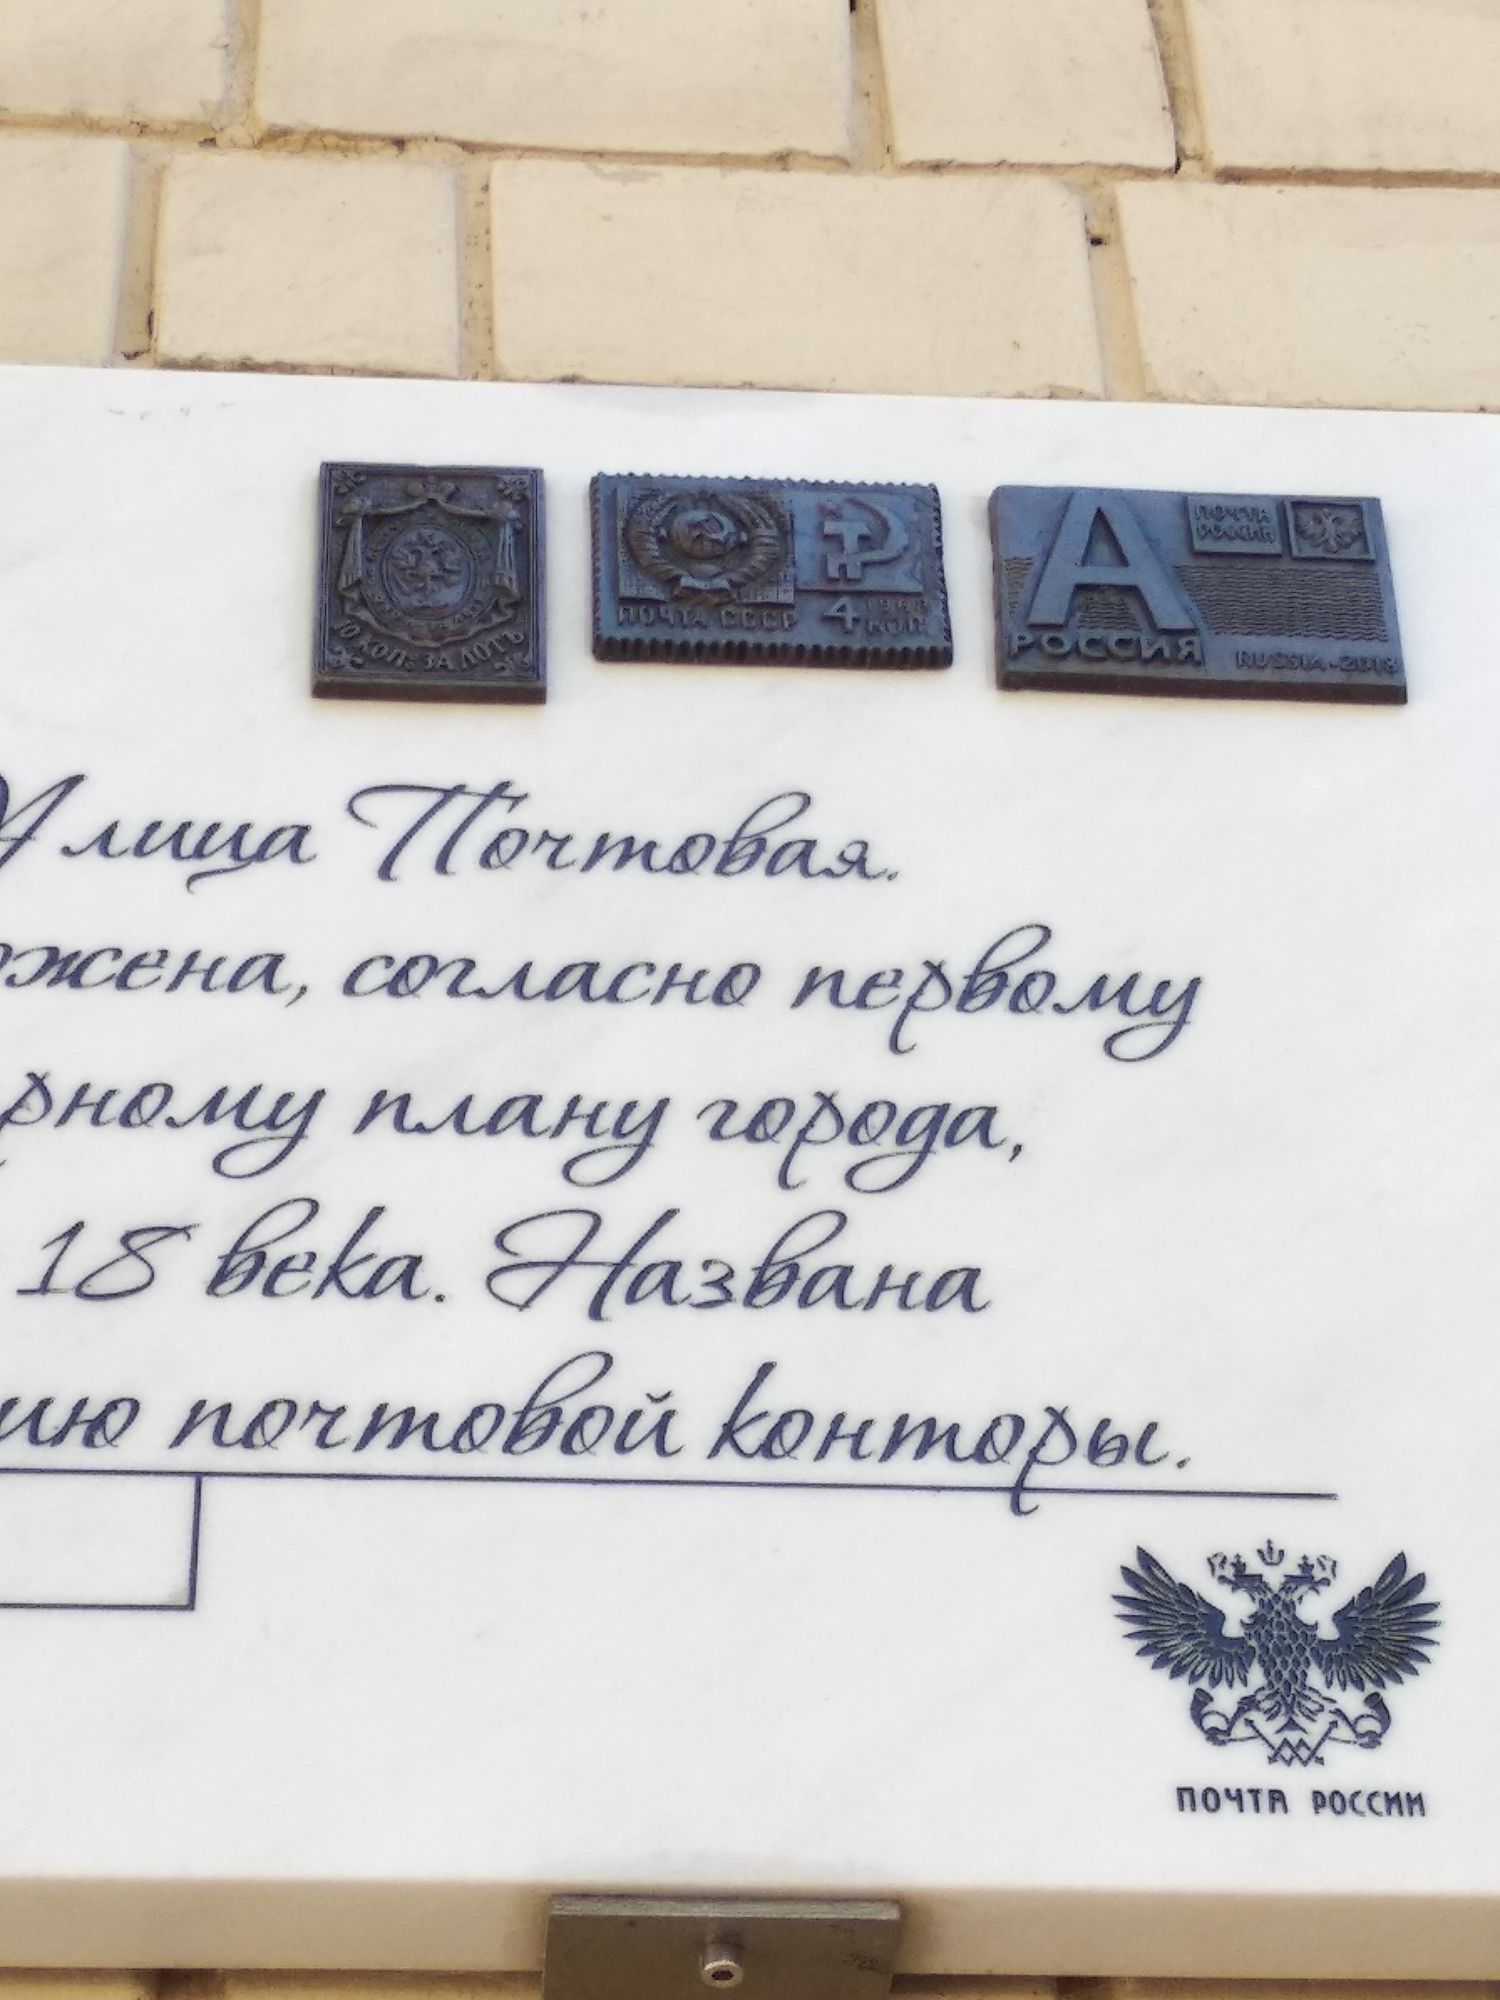 10 КОП: ЗА ЛОТЪ
ПОЧТА СССР 4 КОП.
А
ПОЧТА
РОССИИ
РОССИЯ RUSSIA-2018
Улица Почтовая.
ожена, согласно первому
рному плану города,
18 века. Названа
ию почтовой конторы.
ПОЧТА РОССИИ